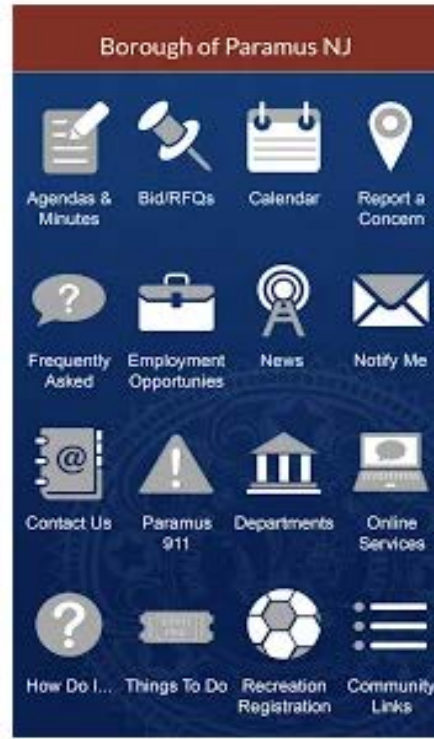 Borough of Paramus NJ
Agendas & Minutes
Bid/RFQs
Calendar
Report a Concern
?
Frequently Asked
Employment Opportunies
News
Notify Me
@
Contact Us
!
Paramus 911
Departments
Online Services
?
How Do I...
Things To Do
Recreation Registration
Community Links